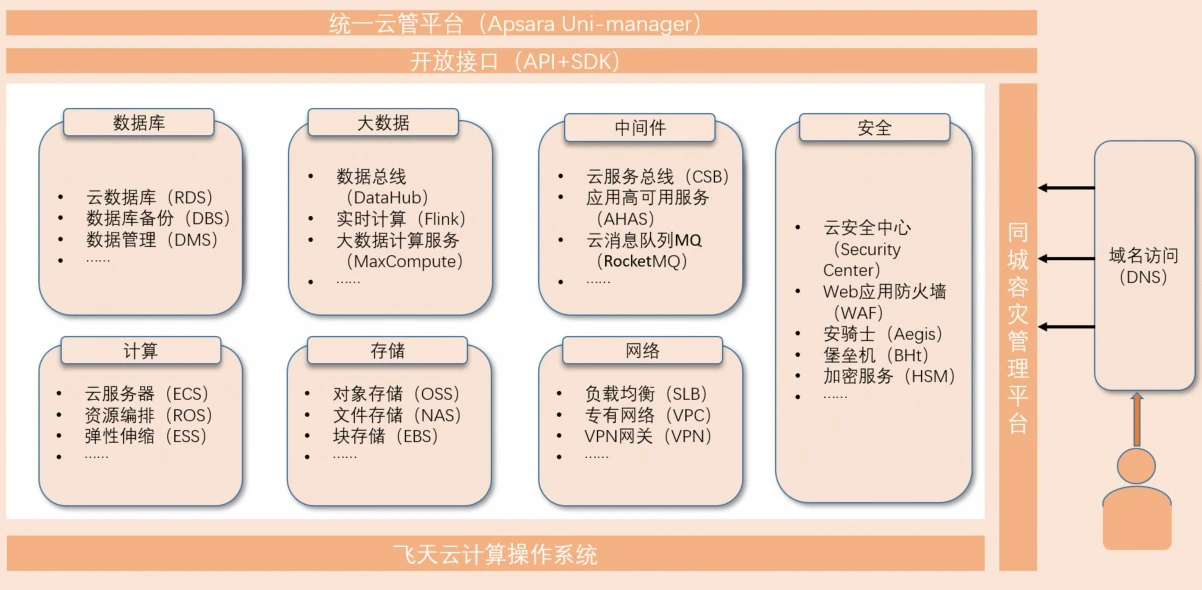 统一云管平台（Apsara Uni-manager）
开放接口（API+SDK）
数据库
• 云数据库（RDS）
• 数据库备份（DBS）
• 数据管理（DMS）
• ……
大数据
• 数据总线
（DataHub）
• 实时计算（Flink）
• 大数据计算服务
（MaxCompute）
• ……
中间件
• 云服务总线（CSB）
• 应用高可用服务
（AHAS）
• 云消息队列MQ
（RocketMQ）
• ……
安全
• 云安全中心
（Security
Center）
• Web应用防火墙
（WAF）
• 安骑士（Aegis）
• 堡垒机（BHt）
• 加密服务（HSM）
• ……
计算
• 云服务器（ECS）
• 资源编排（ROS）
• 弹性伸缩（ESS）
• ……
存储
• 对象存储（OSS）
• 文件存储（NAS）
• 块存储（EBS）
• ……
网络
• 负载均衡（SLB）
• 专有网络（VPC）
• VPN网关（VPN）
• ……
同城容灾管理平台
域名访问
（DNS）
飞天云计算操作系统